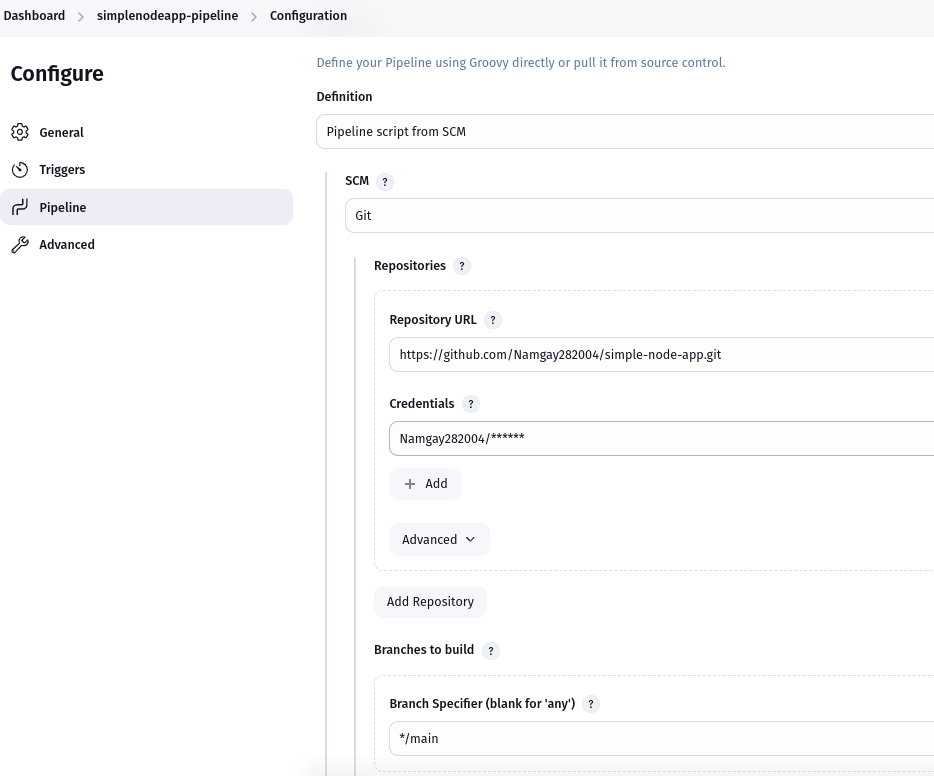 Dashboard > simplenodeapp-pipeline > Configuration
Configure
General
Triggers
Pipeline
Advanced
Define your Pipeline using Groovy directly or pull it from source control.
Definition
Pipeline script from SCM
SCM ?
Git
Repositories ?
Repository URL ?
https://github.com/Namgay282004/simple-node-app.git
Credentials ?
Namgay282004/******
+ Add
Advanced
Add Repository
Branches to build ?
Branch Specifier (blank for 'any') ?
*/main